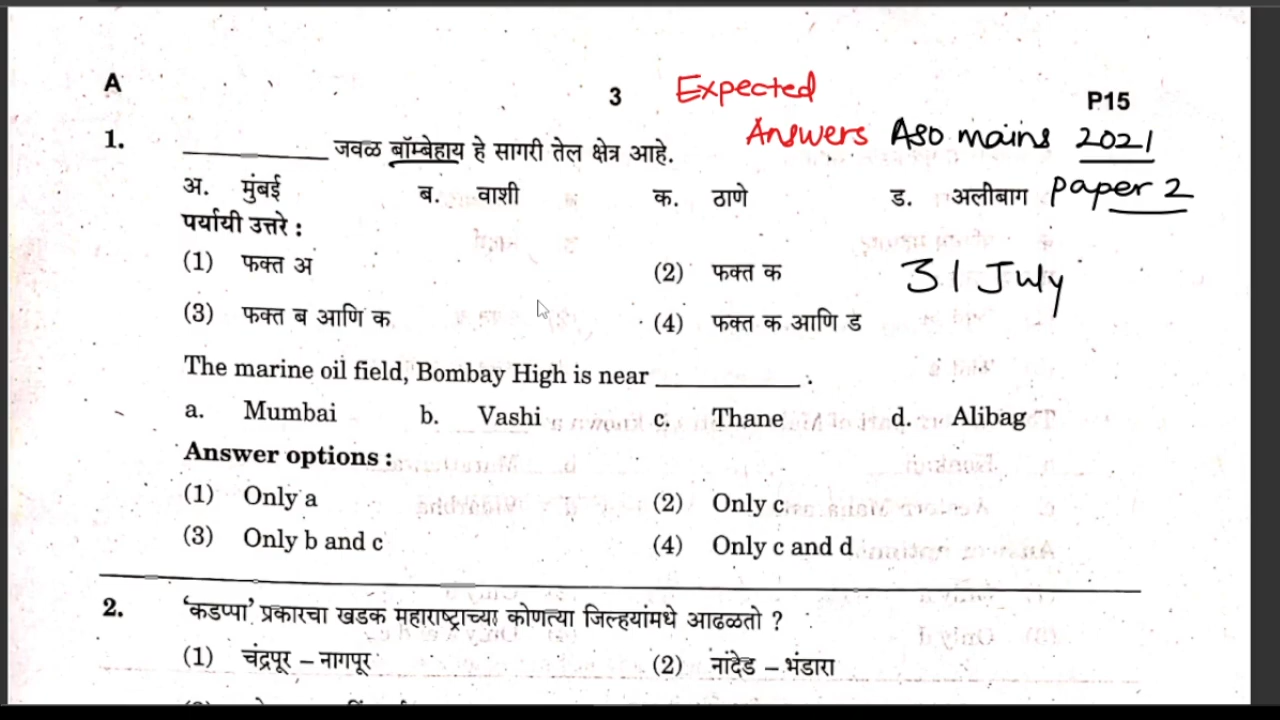 A
3
Expected
P15
Answers Aso mains 2021
1. ________ जवळ बॉम्बेहाय हे सागरी तेल क्षेत्र आहे.
अ. मुंबई ब. वाशी क. ठाणे ड. अलीबाग paper 2
पर्यायी उत्तरे :
(1) फक्त अ (2) फक्त क 31 July
(3) फक्त ब आणि क (4) फक्त क आणि ड
The marine oil field, Bombay High is near ________ .
a. Mumbai b. Vashi c. Thane d. Alibag
Answer options :
(1) Only a (2) Only c
(3) Only b and c (4) Only c and d
2. ‘कडप्पा’ प्रकारचा खडक महाराष्ट्राच्या कोणत्या जिल्हयांमधे आढळतो ?
(1) चंद्रपूर – नागपूर (2) नांदेड – भंडारा